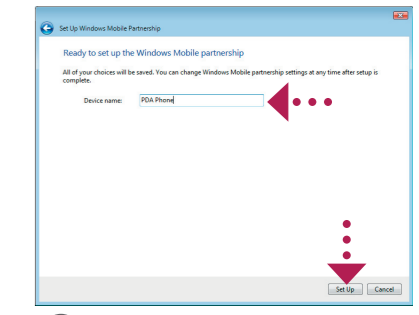 Set Up Windows Mobile Partnership
Ready to set up the Windows Mobile partnership
All of your choices will be saved. You can change Windows Mobile partnership settings at any time after setup is
complete.
Device name: PDA Phone
Set Up Cancel